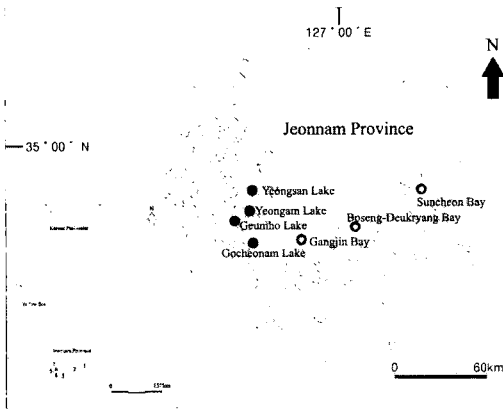 127°00'E
N
Jeonnam Province
35°00'N
Yeongsan Lake
Suncheon Bay
Yeongam Lake
Boseng-Deukryang Bay
Geumho Lake
Gangjin Bay
Gocheonam Lake
0 60km